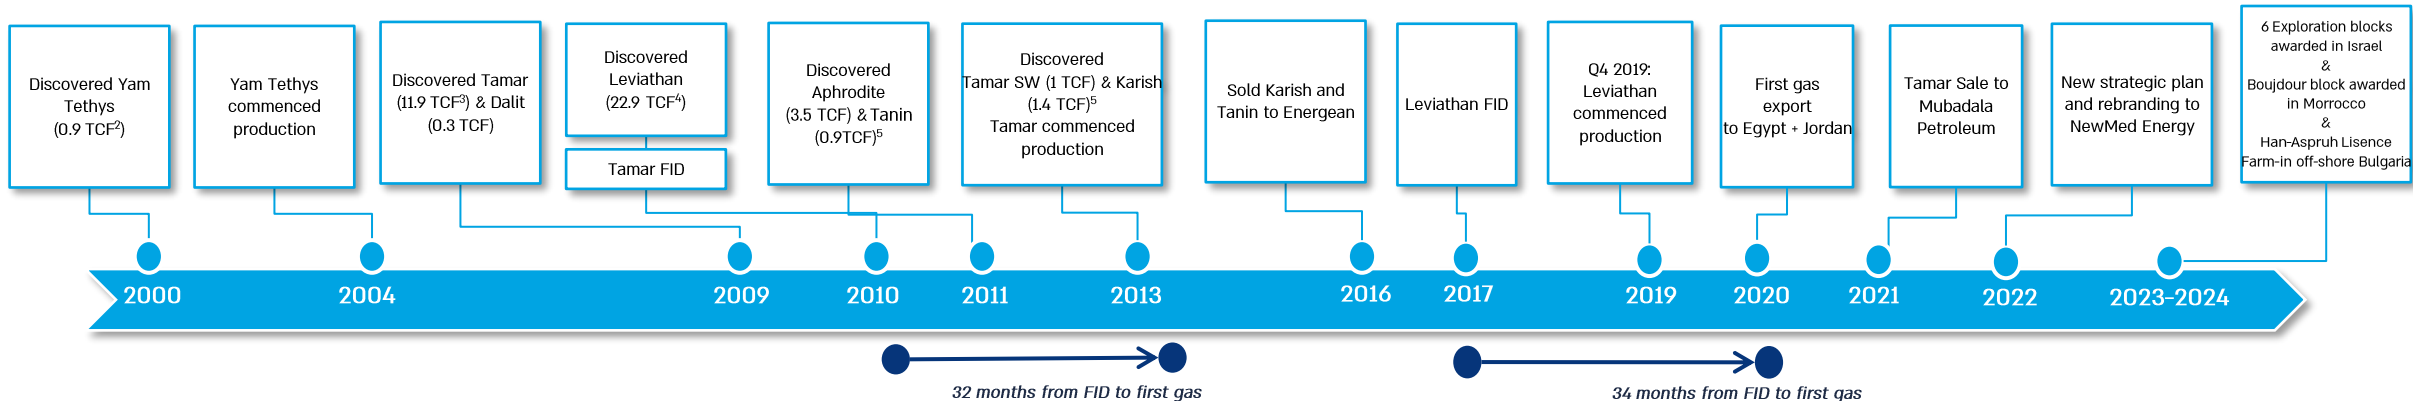 Discovered Yam
Tethys
(0.9 TCF²)
Yam Tethys
commenced
production
Discovered Tamar
(11.9 TCF³) & Dalit
(0.3 TCF)
Discovered
Leviathan
(22.9 TCF⁴)
Tamar FID
Discovered
Aphrodite
(3.5 TCF) & Tanin
(0.9TCF)⁵
Discovered
Tamar SW (1 TCF) & Karish
(1.4 TCF)⁵
Tamar commenced
production
Sold Karish and
Tanin to Energean
Leviathan FID
Q4 2019:
Leviathan
commenced
production
First gas
export
to Egypt + Jordan
Tamar Sale to
Mubadala
Petroleum
New strategic plan
and rebranding to
NewMed Energy
6 Exploration blocks
awarded in Israel
&
Boujdour block awarded
in Morrocco
&
Han-Aspruh Lisence
Farm-in off-shore Bulgaria
2000
2004
2009
2010
2011
2013
2016
2017
2019
2020
2021
2022
2023-2024
32 months from FID to first gas
34 months from FID to first gas